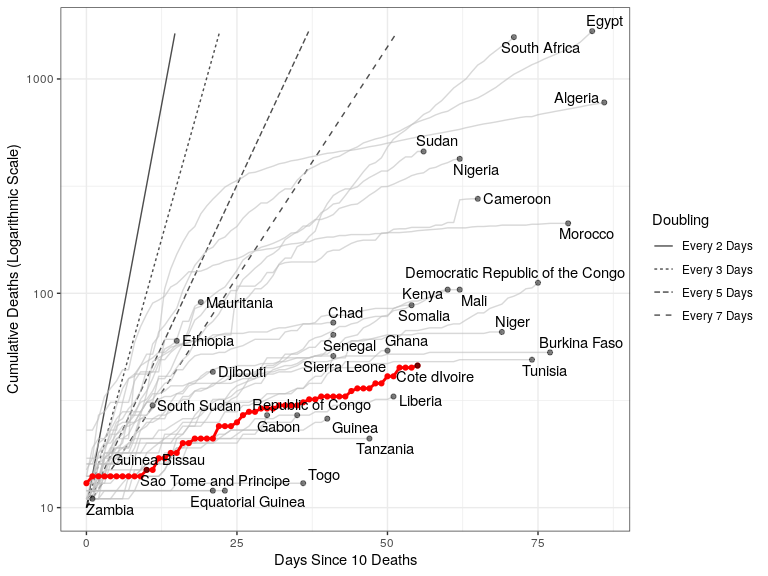 Egypt
South Africa
Algeria
Sudan
Nigeria
Cameroon
Morocco
Democratic Republic of the Congo
Kenya
Mali
Somalia
Mauritania
Chad
Niger
Ethiopia
Senegal
Ghana
Burkina Faso
Sierra Leone
Tunisia
Djibouti
Cote dIvoire
Liberia
South Sudan
Republic of Congo
Gabon
Guinea
Tanzania
Guinea Bissau
Togo
Sao Tome and Principe
Equatorial Guinea
Zambia
1000
100
10
0
25
50
75
Days Since 10 Deaths
Cumulative Deaths (Logarithmic Scale)
Doubling
Every 2 Days
Every 3 Days
Every 5 Days
Every 7 Days